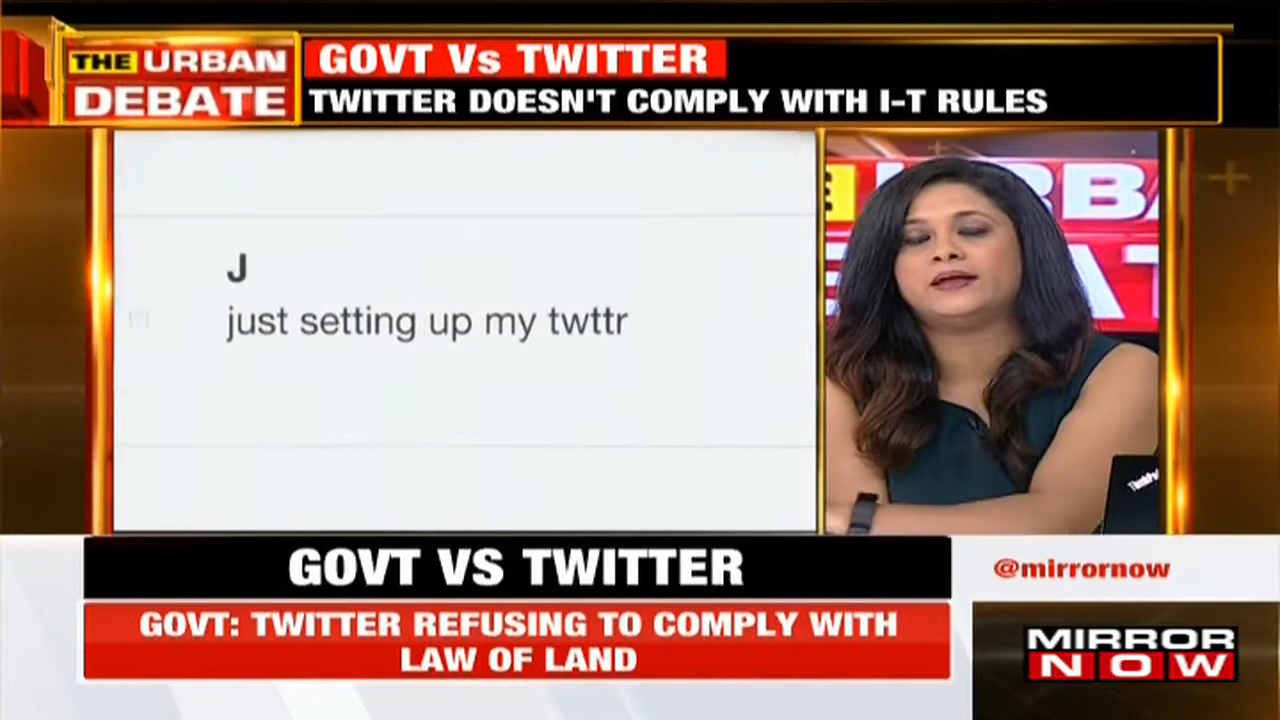 THE URBAN
DEBATE
GOVT Vs TWITTER
TWITTER DOESN'T COMPLY WITH I-T RULES
J
just setting up my twttr
ThinkPad
GOVT VS TWITTER
GOVT: TWITTER REFUSING TO COMPLY WITH
LAW OF LAND
@mirrornow
MIRROR
NOW